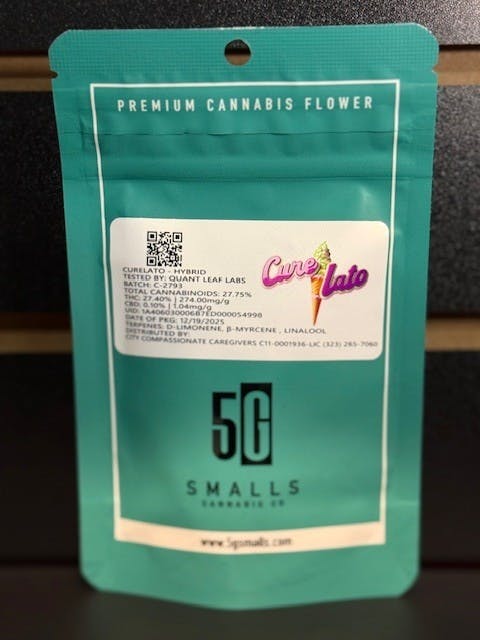 PREMIUM CANNABIS FLOWER
CURELATO - HYBRID
TESTED BY: QUANT LEAF LABS
BATCH: C-2793
TOTAL CANNABINOIDS: 27.75%
THC: 27.40% | 274.00mg/g
CBD: 0.10% | 1.04mg/g
UID: 1A406030006B7ED000054998
DATE OF PKG: 12/19/2025
TERPENES: D-LIMONENE, β-MYRCENE , LINALOOL
DISTRIBUTED BY:
CITY COMPASSIONATE CAREGIVERS C11-0001936-LIC (323) 265-7060
Cure Lato
5G
SMALLS
CANNABIS CO
www.5gsmalls.com